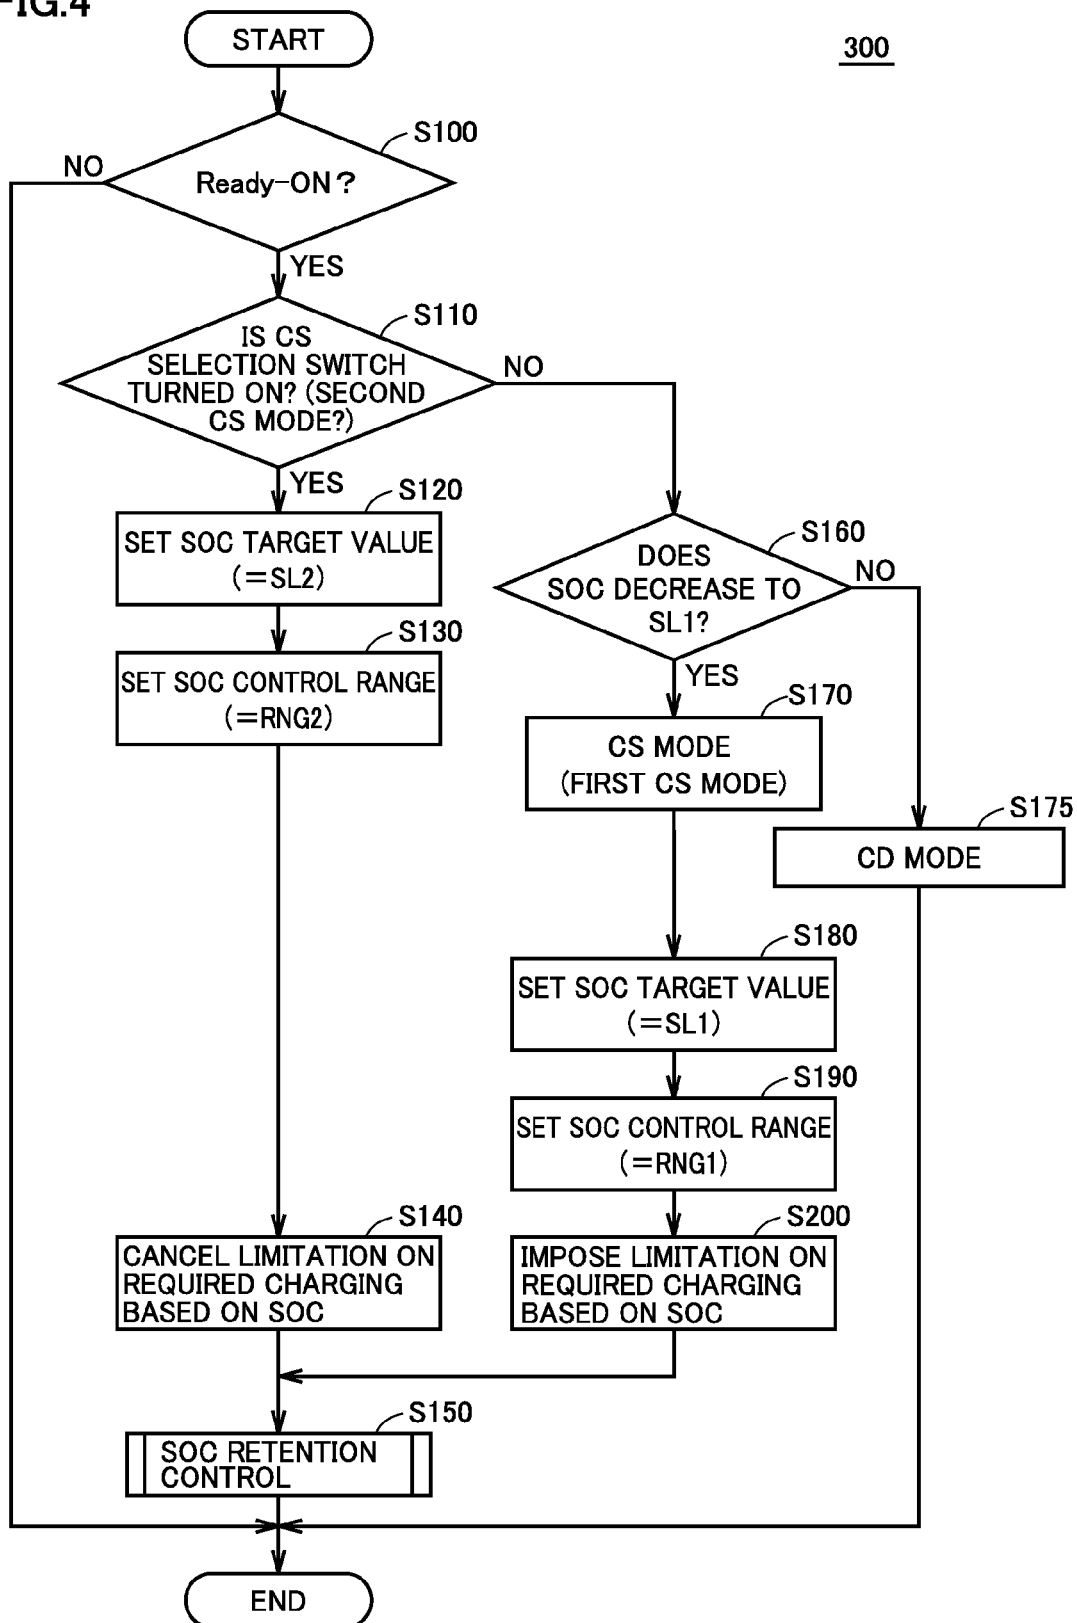 FIG.4
START
300
S100
NO
Ready-ON?
YES
S110
IS CS
SELECTION SWITCH
TURNED ON? (SECOND
CS MODE?)
NO
YES
S120
SET SOC TARGET VALUE
(=SL2)
S130
SET SOC CONTROL RANGE
(=RNG2)
S160
DOES
SOC DECREASE TO
SL1?
NO
YES
S170
CS MODE
(FIRST CS MODE)
S175
CD MODE
S180
SET SOC TARGET VALUE
(=SL1)
S190
SET SOC CONTROL RANGE
(=RNG1)
S140
CANCEL LIMITATION ON
REQUIRED CHARGING
BASED ON SOC
S200
IMPOSE LIMITATION ON
REQUIRED CHARGING
BASED ON SOC
S150
SOC RETENTION
CONTROL
END